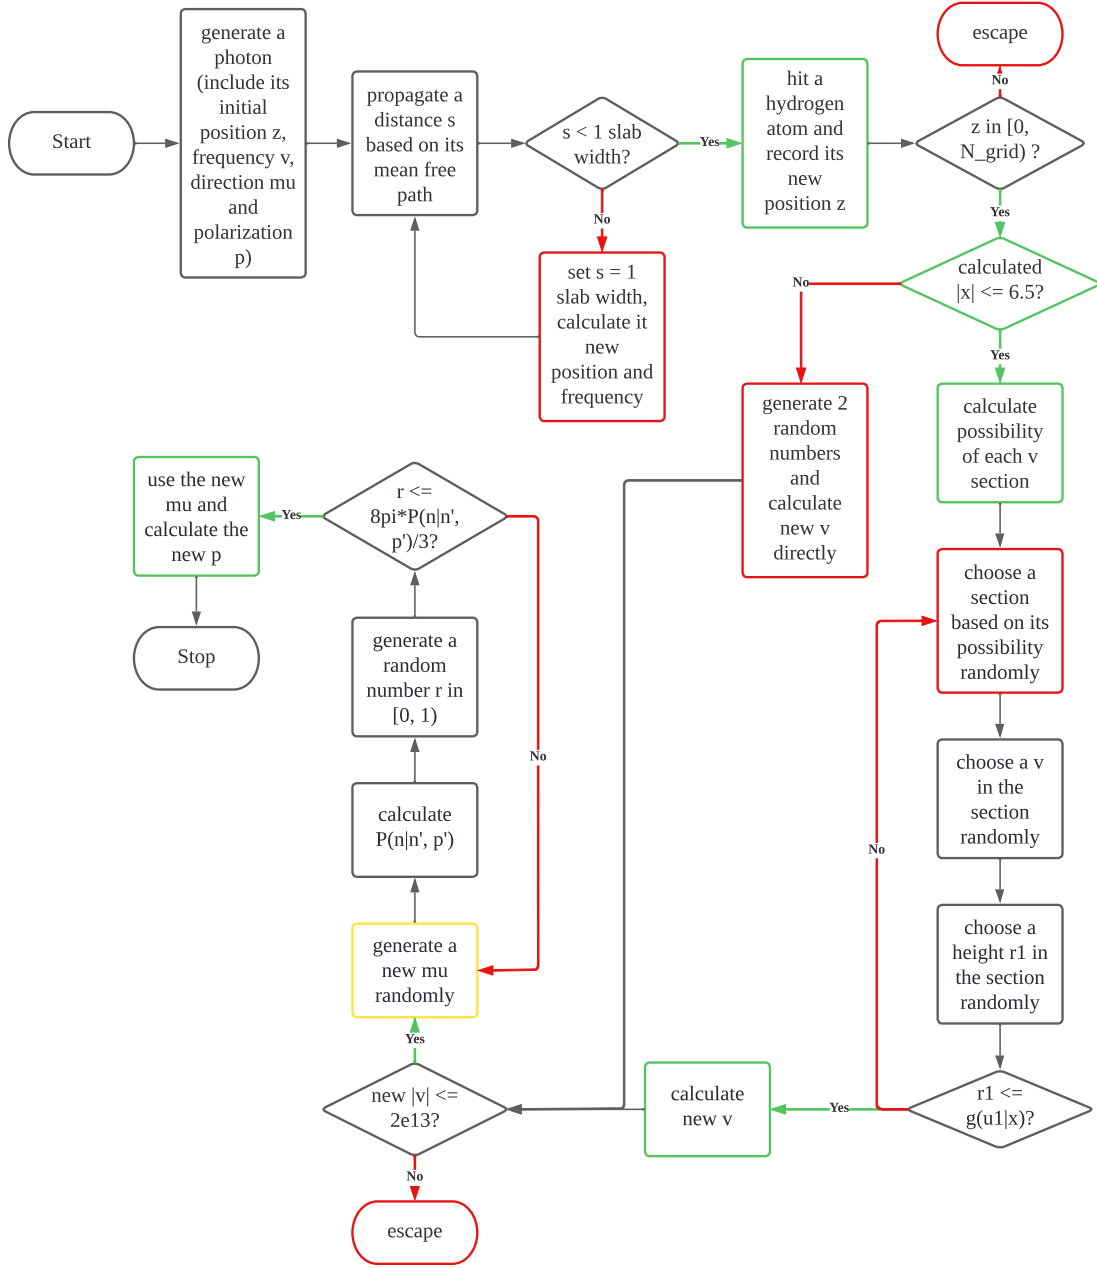 Start
generate a
photon
(include its
initial
position z,
frequency v,
direction mu
and
polarization
p)
propagate a
distance s
based on its
mean free
path
s < 1 slab
width?
Yes
No
set s = 1
slab width,
calculate it
new
position and
frequency
hit a
hydrogen
atom and
record its
new
position z
z in [0,
N_grid) ?
No
escape
Yes
calculated
|x| <= 6.5?
No
generate 2
random
numbers
and
calculate
new v
directly
Yes
calculate
possibility
of each v
section
choose a
section
based on its
possibility
randomly
choose a v
in the
section
randomly
choose a
height r1 in
the section
randomly
r1 <=
g(u1|x)?
No
Yes
calculate
new v
new |v| <=
2e13?
No
escape
Yes
generate a
new mu
randomly
calculate
P(n|n', p')
generate a
random
number r in
[0, 1)
r <=
8pi*P(n|n',
p')/3?
No
Yes
use the new
mu and
calculate the
new p
Stop